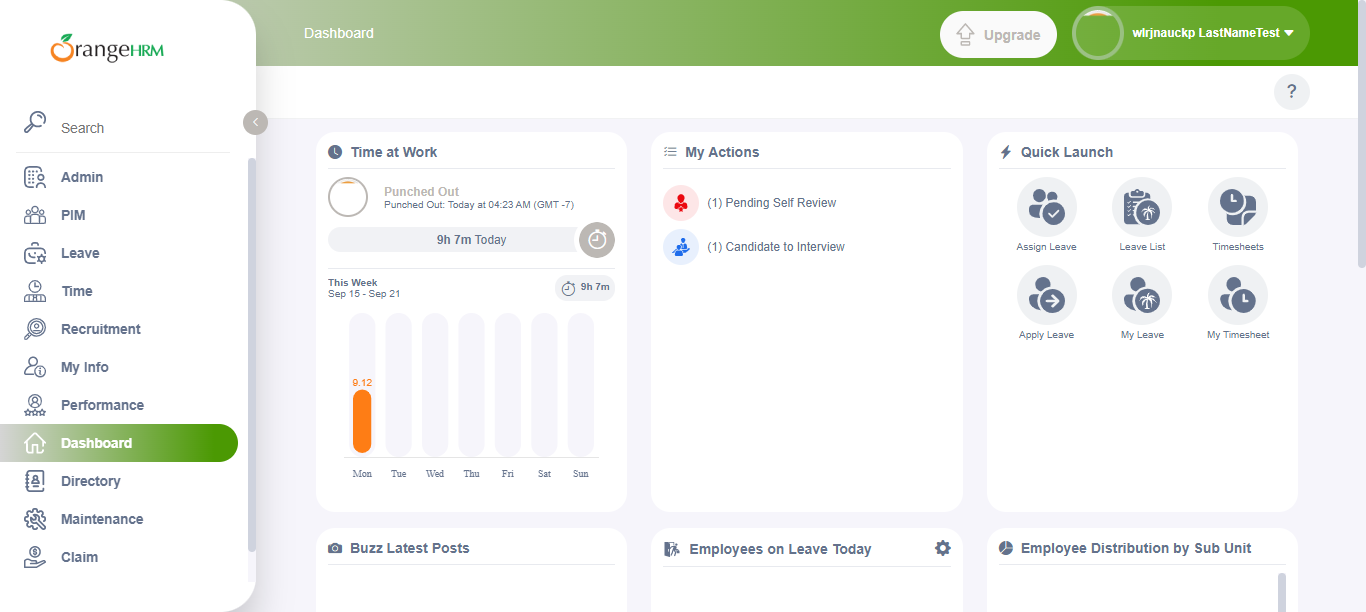 OrangeHRM
Search
Admin
PIM
Leave
Time
Recruitment
My Info
Performance
Dashboard
Directory
Maintenance
Claim
Dashboard
Upgrade
wlrjnauckp LastNameTest
?
Time at Work
Punched Out
Punched Out: Today at 04:23 AM (GMT -7)
9h 7m Today
This Week
Sep 15 - Sep 21
9h 7m
9.12
Mon Tue Wed Thu Fri Sat Sun
My Actions
(1) Pending Self Review
(1) Candidate to Interview
Quick Launch
Assign Leave
Leave List
Timesheets
Apply Leave
My Leave
My Timesheet
Buzz Latest Posts
Employees on Leave Today
Employee Distribution by Sub Unit